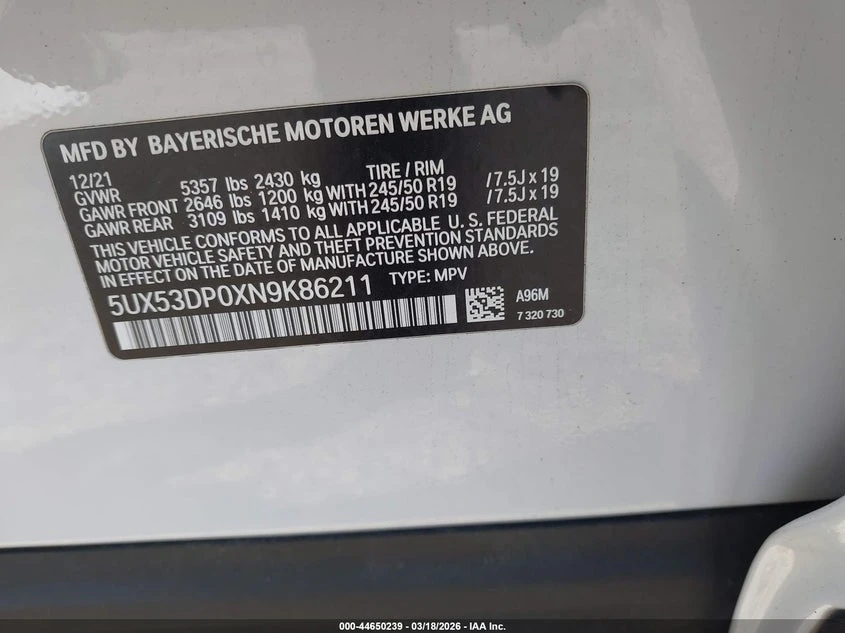 MFD BY BAYERISCHE MOTOREN WERKE AG
12/21 TIRE / RIM
GVWR 5357 lbs 2430 kg
GAWR FRONT 2646 lbs 1200 kg WITH 245/50 R19 /7.5J x 19
GAWR REAR 3109 lbs 1410 kg WITH 245/50 R19 /7.5J x 19
THIS VEHICLE CONFORMS TO ALL APPLICABLE U. S. FEDERAL
MOTOR VEHICLE SAFETY AND THEFT PREVENTION STANDARDS
IN EFFECT ON THE DATE OF MANUFACTURE SHOWN ABOVE.
5UX53DP0XN9K86211 TYPE: MPV
A96M
7 320 730
000-44650239 - 03/18/2026 - IAA Inc.